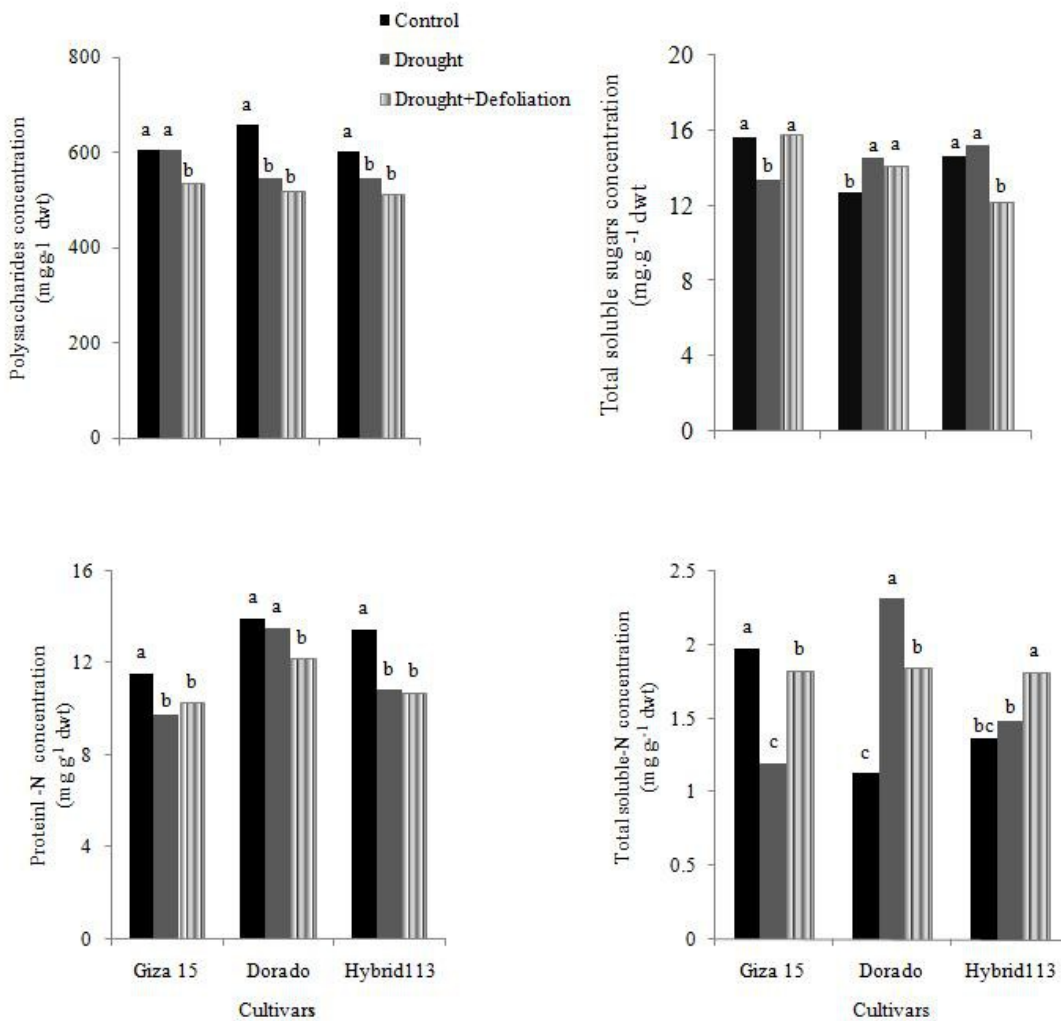 Control
Drought
Drought+Defoliation
Polysaccharides concentration
(mg g-1 dwt)
800
600
400
200
0
a a b
a b b
a b b
Total soluble sugars concentration
(mg.g -1 dwt
20
16
12
8
4
0
a b a
b a a
a a b
Proteinl -N concentration
(mg g-1 dwt)
16
12
8
4
0
a b b
a a b
a b b
Giza 15 Dorado Hybrid113
Cultivars
Total soluble-N concentration
(mg g-1 dwt)
2.5
2
1.5
1
0.5
0
a c b
c a b
bc b a
Giza 15 Dorado Hybrid113
Cultivars